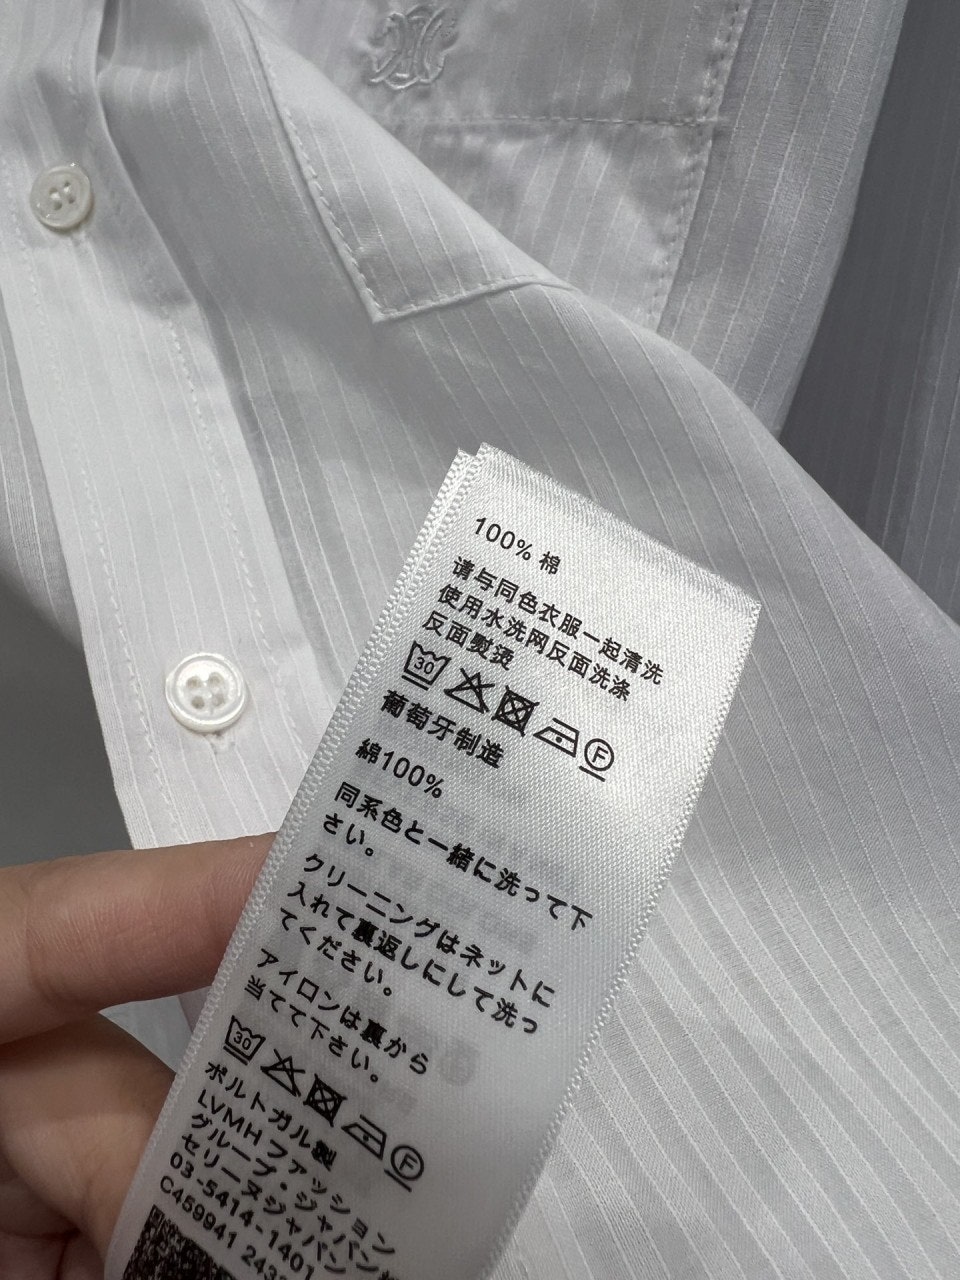 100% 棉
请与同色衣服一起清洗
使用水洗网反面洗涤
反面熨烫
30 F
葡萄牙制造
綿100%
同系色と一緒に洗って下
さい。
クリーニングはネットに
入れて裏返しにして洗っ
てください。
アイロンは裏から
当てて下さい。
30 F
ポルトガル製
LVMH ファッション
グループ・ジャパン
セリーヌジャパン
03-5414-1401
C459941